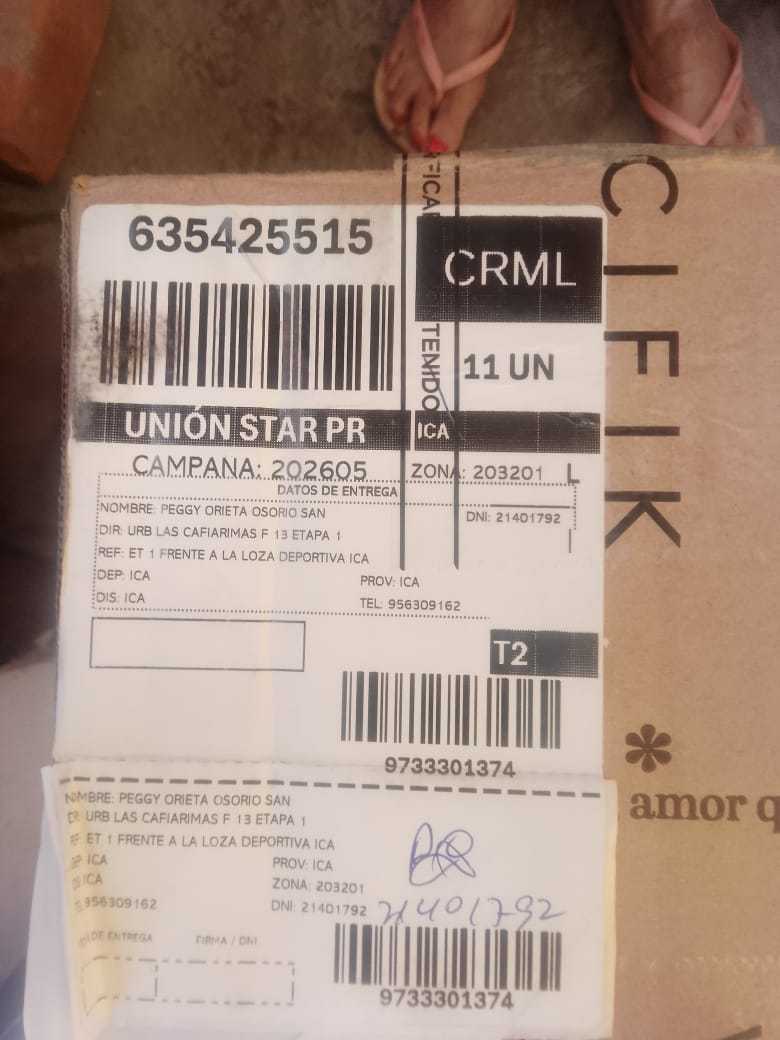 635425515
CRML
11 UN
UNIÓN STAR PR
ICA
CAMPANA: 202605
ZONA: 203201
L
DATOS DE ENTREGA
NOMBRE: PEGGY ORIETA OSORIO SAN
DNI: 21401792
DIR: URB LAS CAFIARIMAS F 13 ETAPA 1
REF: ET 1 FRENTE A LA LOZA DEPORTIVA ICA
DEP: ICA
PROV: ICA
DIS: ICA
TEL: 956309162
T2
9733301374
NOMBRE: PEGGY ORIETA OSORIO SAN
URB LAS CAFIARIMAS F 13 ETAPA 1
ET 1 FRENTE A LA LOZA DEPORTIVA ICA
ICA
PROV: ICA
ICA
ZONA: 203201
956309162
DNI: 21401792
21401792
DE ENTREGA
FIRMA / DNI
9733301374
IFICA
TENIDO
CIFIK
amor q